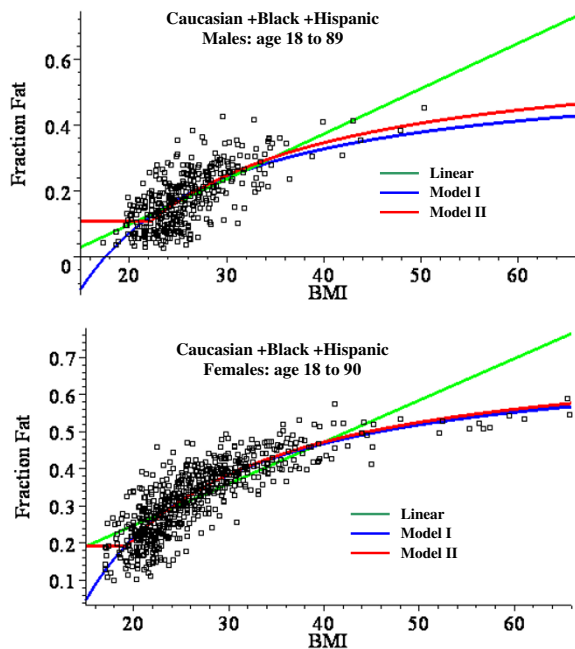 Caucasian +Black +Hispanic
Males: age 18 to 89
Fraction Fat
0.6
0.4
0.2
0
Linear
Model I
Model II
20 30 40 50 60
BMI
Caucasian +Black +Hispanic
Females: age 18 to 90
Fraction Fat
0.7
0.6
0.5
0.4
0.3
0.2
0.1
Linear
Model I
Model II
20 30 40 50 60
BMI